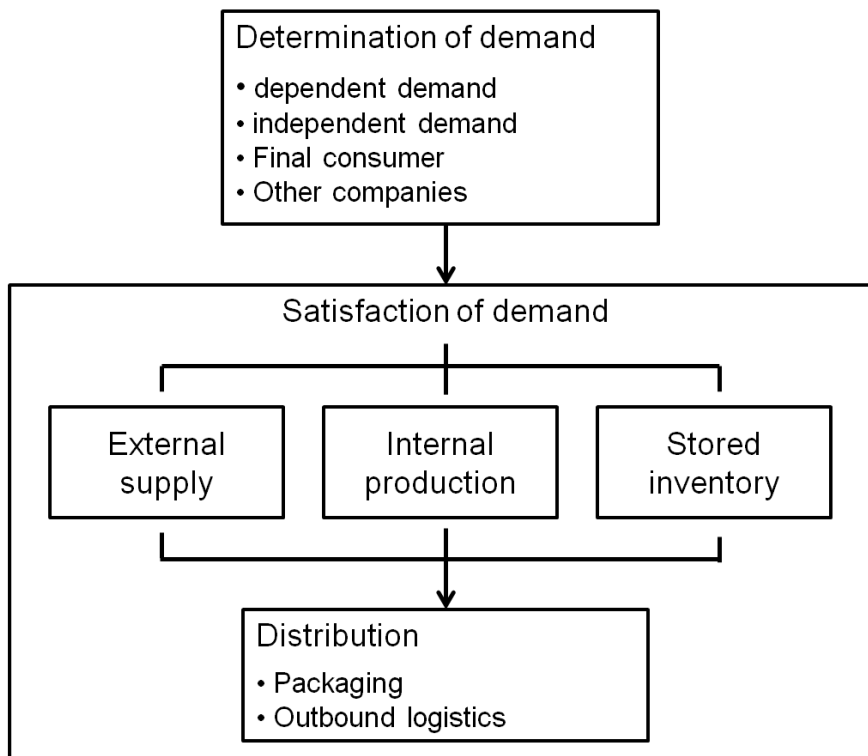 Determination of demand
• dependent demand
• independent demand
• Final consumer
• Other companies
Satisfaction of demand
External
supply
Internal
production
Stored
inventory
Distribution
• Packaging
• Outbound logistics